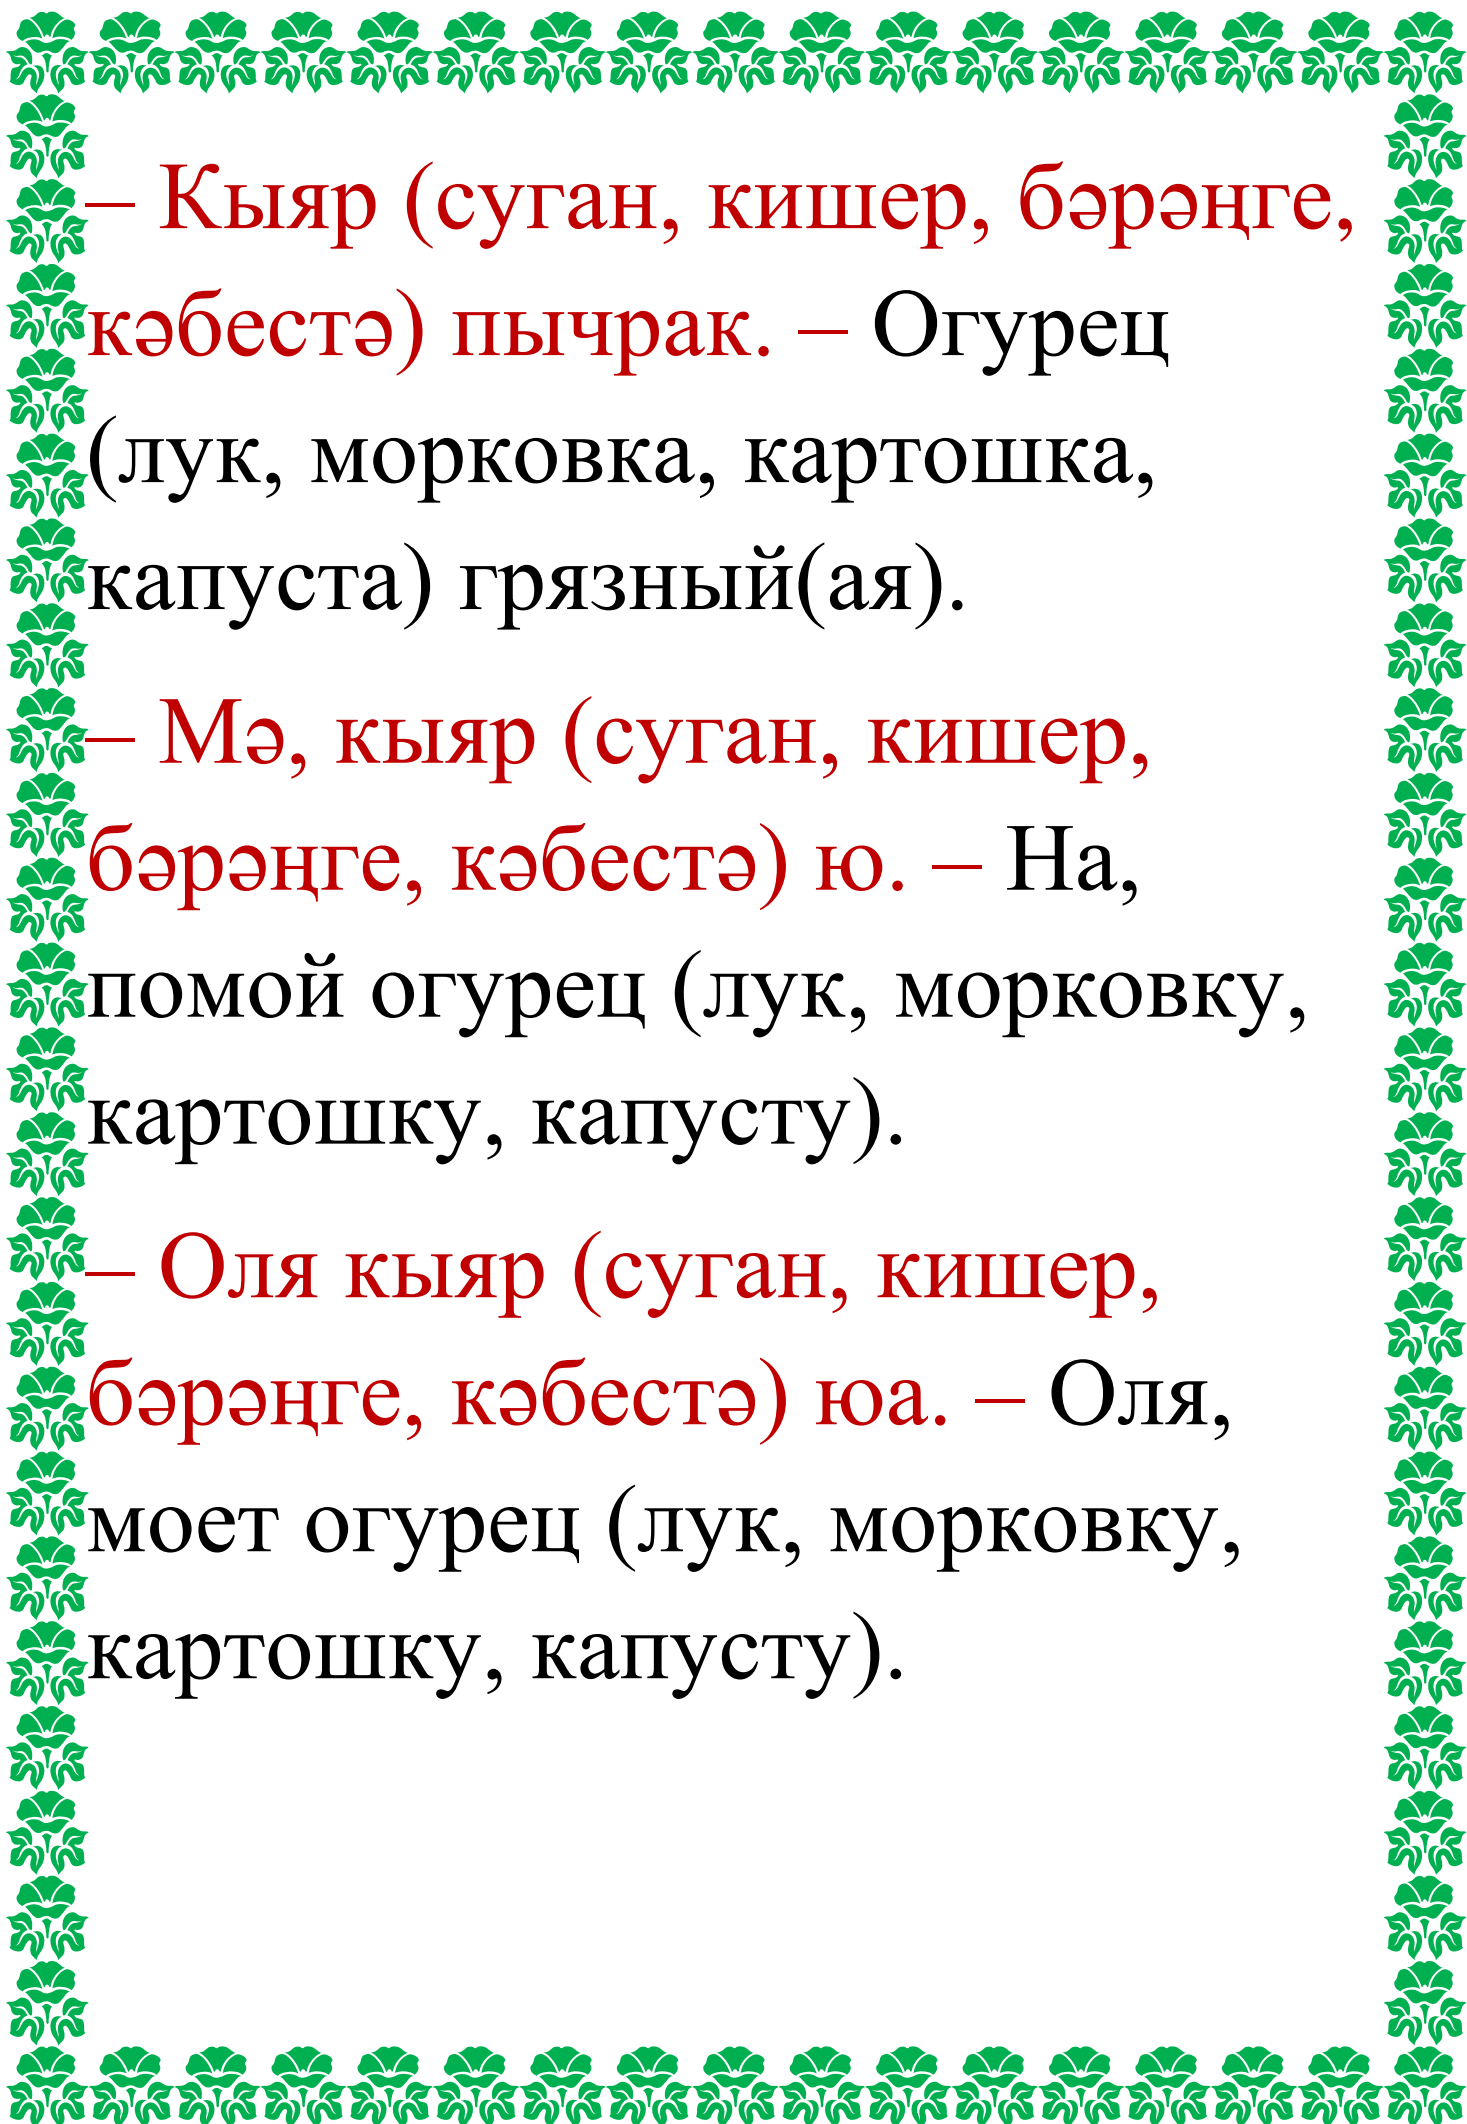 – Кыяр (суган, кишер, бәрәңге,
кәбестә) пычрак. – Огурец
(лук, морковка, картошка,
капуста) грязный(ая).
– Мә, кыяр (суган, кишер,
бәрәңге, кәбестә) ю. – На,
помой огурец (лук, морковку,
картошку, капусту).
– Оля кыяр (суган, кишер,
бәрәңге, кәбестә) юа. – Оля,
моет огурец (лук, морковку,
картошку, капусту).